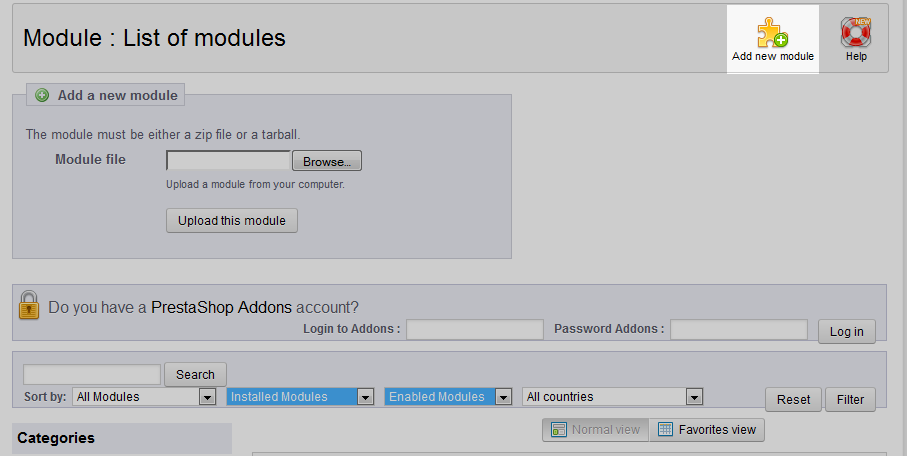 Module : List of modules
Add new module
NEW
Help
Add a new module
The module must be either a zip file or a tarball.
Module file
Browse...
Upload a module from your computer.
Upload this module
Do you have a PrestaShop Addons account?
Login to Addons :
Password Addons :
Log in
Search
Sort by:
All Modules
Installed Modules
Enabled Modules
All countries
Reset
Filter
Normal view
Favorites view
Categories